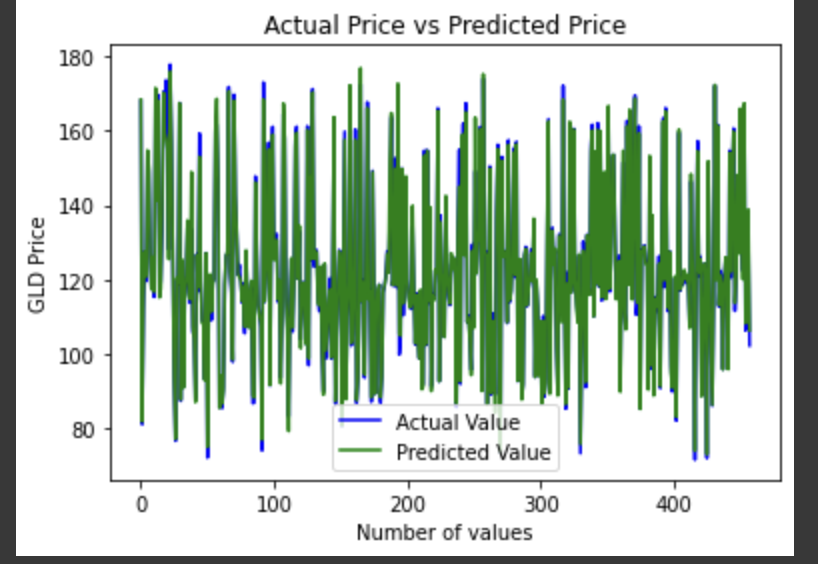 Actual Price vs Predicted Price
180
160
140
120
100
80
GLD Price
Actual Value
Predicted Value
0 100 200 300 400
Number of values